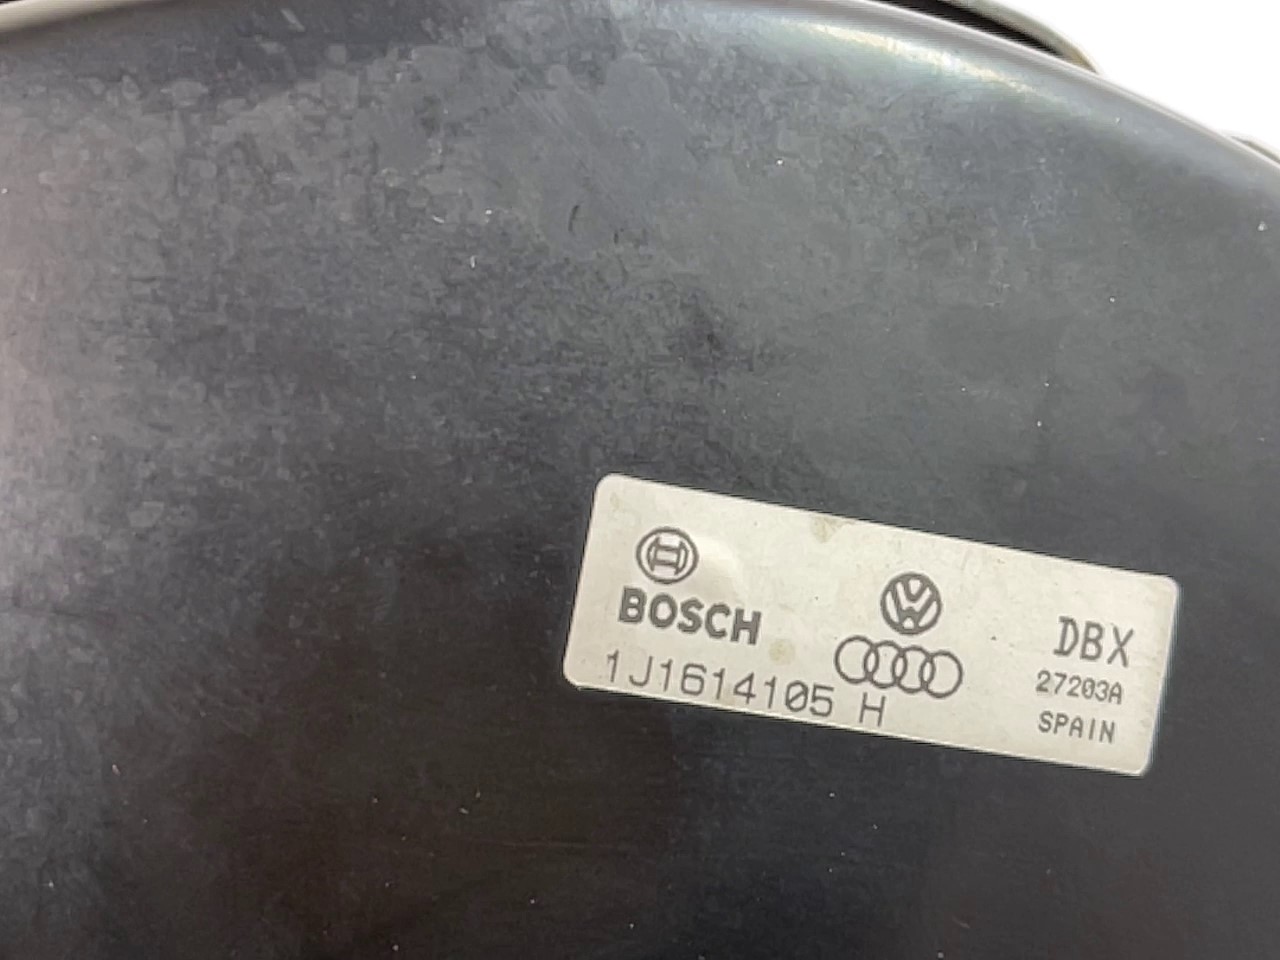 BOSCH
1J1614105 H
DBX
27203A
SPAIN